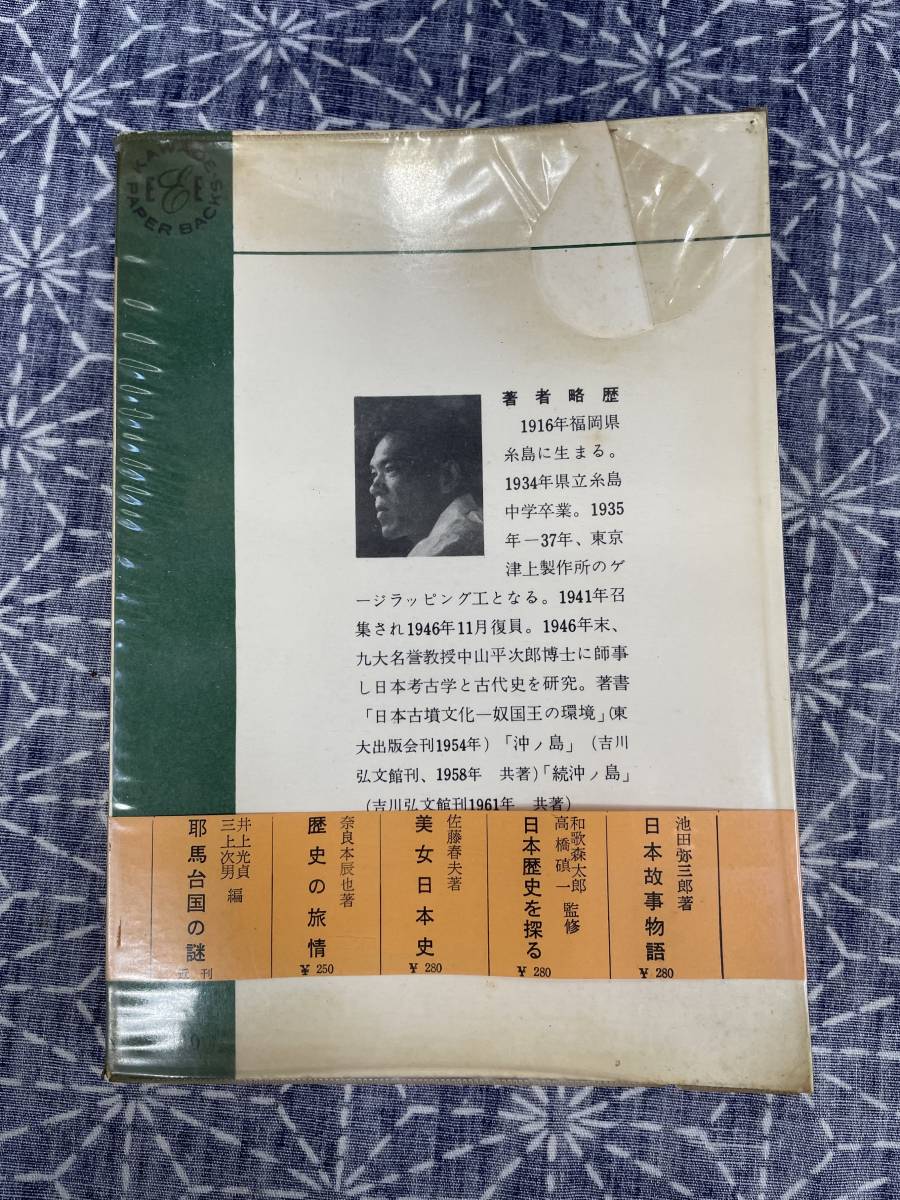 KAWADE
PAPER BACKS
E E E
著者略歴
1916年福岡県
糸島に生まる。
1934年県立糸島
中学卒業。1935
年—37年、東京
津上製作所のゲ
ージラッピング工となる。1941年召
集され1946年11月復員。1946年末、
九大名誉教授中山平次郎博士に師事
し日本考古学と古代史を研究。著書
「日本古墳文化—奴国王の環境」(東
大出版会刊1954年)「沖ノ島」(吉川
弘文館刊、1958年 共著)「続沖ノ島」
(吉川弘文館刊1961年 共著)
池田弥三郎著
日本故事物語
¥ 280
和歌森太郎
高橋磌一 監修
日本歴史を探る
¥ 280
佐藤春夫著
美女日本史
¥ 280
奈良本辰也著
歴史の旅情
¥ 250
井上光貞
三上次男 編
耶馬台国の謎
近刊